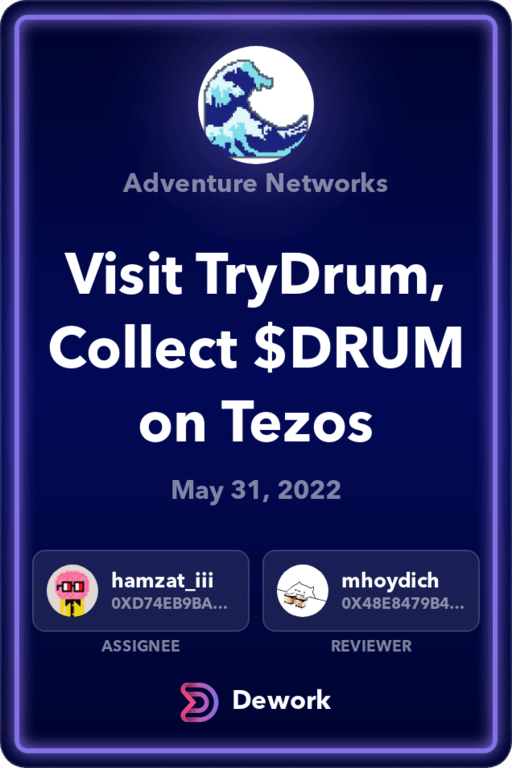 Adventure Networks
Visit TryDrum,
Collect $DRUM
on Tezos
May 31, 2022
hamzat_iii
0XD74EB9BA...
ASSIGNEE
mhoydich
0X48E8479B4...
REVIEWER
Dework